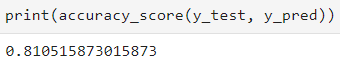 print(accuracy_score(y_test, y_pred))
0.810515873015873